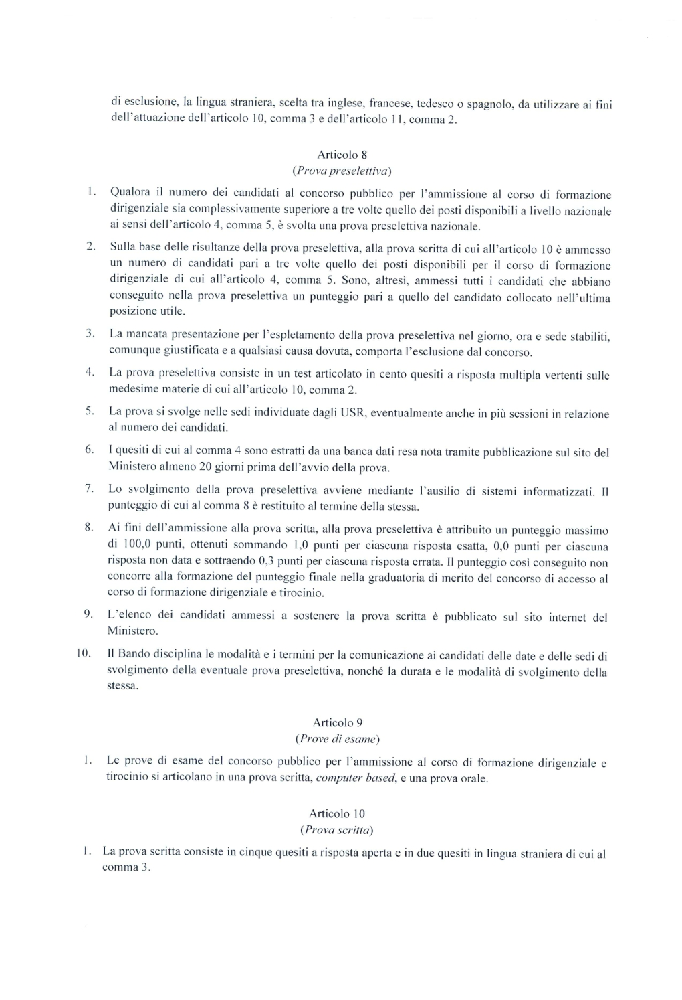 di esclusione, la lingua straniera, scelta tra inglese, francese, tedesco o spagnolo, da utilizzare ai fini
dell'attuazione dell'articolo 10, comma 3 e dell'articolo 11, comma 2.
Articolo 8
(Prova preselettiva)
1. Qualora il numero dei candidati al concorso pubblico per l'ammissione al corso di formazione
dirigenziale sia complessivamente superiore a tre volte quello dei posti disponibili a livello nazionale
ai sensi dell'articolo 4, comma 5, è svolta una prova preselettiva nazionale.
2. Sulla base delle risultanze della prova preselettiva, alla prova scritta di cui all'articolo 10 è ammesso
un numero di candidati pari a tre volte quello dei posti disponibili per il corso di formazione
dirigenziale di cui all'articolo 4, comma 5. Sono, altresì, ammessi tutti i candidati che abbiano
conseguito nella prova preselettiva un punteggio pari a quello del candidato collocato nell'ultima
posizione utile.
3. La mancata presentazione per l'espletamento della prova preselettiva nel giorno, ora e sede stabiliti,
comunque giustificata e a qualsiasi causa dovuta, comporta l'esclusione dal concorso.
4. La prova preselettiva consiste in un test articolato in cento quesiti a risposta multipla vertenti sulle
medesime materie di cui all'articolo 10, comma 2.
5. La prova si svolge nelle sedi individuate dagli USR, eventualmente anche in più sessioni in relazione
al numero dei candidati.
6. I quesiti di cui al comma 4 sono estratti da una banca dati resa nota tramite pubblicazione sul sito del
Ministero almeno 20 giorni prima dell'avvio della prova.
7. Lo svolgimento della prova preselettiva avviene mediante l'ausilio di sistemi informatizzati. Il
punteggio di cui al comma 8 è restituito al termine della stessa.
8. Ai fini dell'ammissione alla prova scritta, alla prova preselettiva è attribuito un punteggio massimo
di 100,0 punti, ottenuti sommando 1,0 punti per ciascuna risposta esatta, 0,0 punti per ciascuna
risposta non data e sottraendo 0,3 punti per ciascuna risposta errata. Il punteggio così conseguito non
concorre alla formazione del punteggio finale nella graduatoria di merito del concorso di accesso al
corso di formazione dirigenziale e tirocinio.
9. L'elenco dei candidati ammessi a sostenere la prova scritta è pubblicato sul sito internet del
Ministero.
10. Il Bando disciplina le modalità e i termini per la comunicazione ai candidati delle date e delle sedi di
svolgimento della eventuale prova preselettiva, nonché la durata e le modalità di svolgimento della
stessa.
Articolo 9
(Prove di esame)
1. Le prove di esame del concorso pubblico per l'ammissione al corso di formazione dirigenziale e
tirocinio si articolano in una prova scritta, computer based, e una prova orale.
Articolo 10
(Prova scritta)
1. La prova scritta consiste in cinque quesiti a risposta aperta e in due quesiti in lingua straniera di cui al
comma 3.